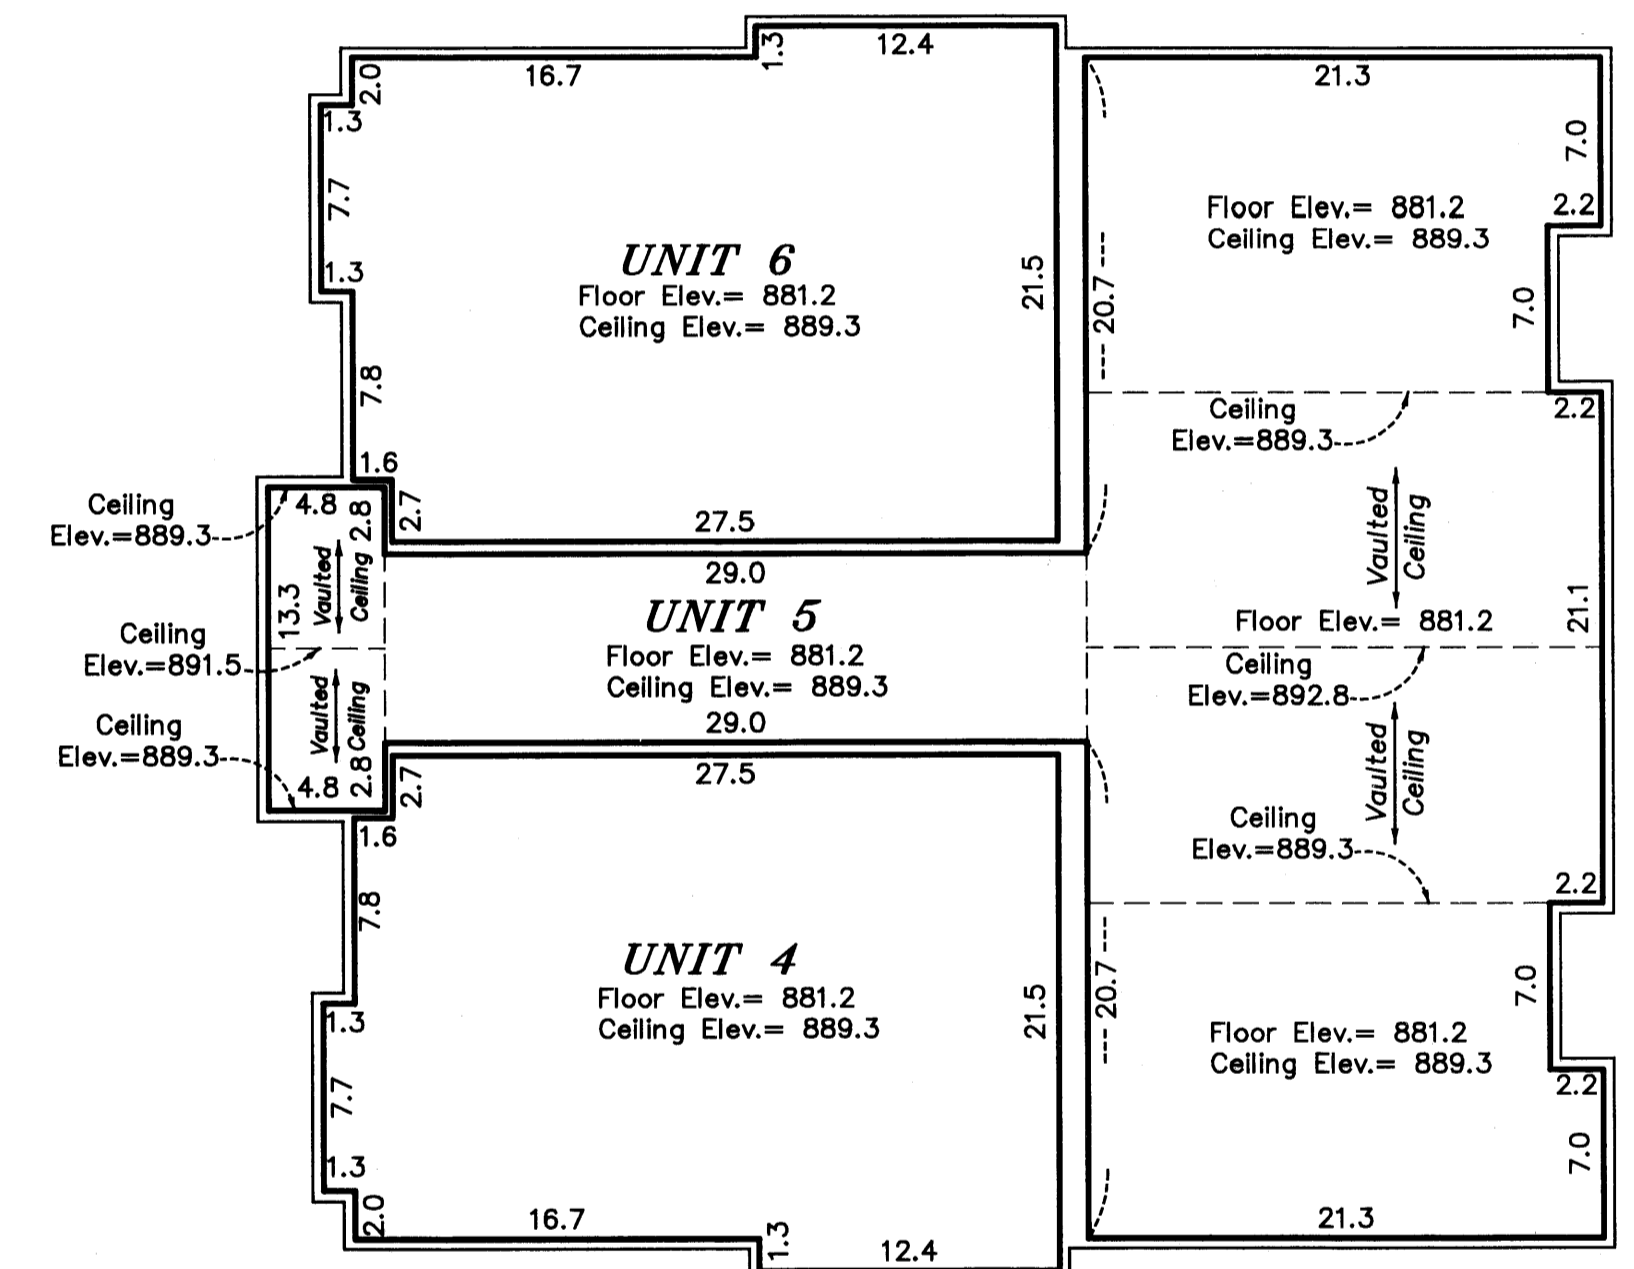 12.4
1.3
16.7
21.3
2.0
1.3
7.0
7.7
2.2
Floor Elev.= 881.2
Ceiling Elev.= 889.3
UNIT 6
Floor Elev.= 881.2
Ceiling Elev.= 889.3
1.3
21.5
20.7
7.0
7.8
Ceiling
Elev.=889.3
2.2
1.6
Ceiling
Elev.=889.3
4.8
2.8
2.7
27.5
Vaulted
Ceiling
Vaulted
Ceiling
29.0
13.3
UNIT 5
Floor Elev.= 881.2
Ceiling Elev.= 889.3
29.0
Floor Elev.= 881.2
21.1
Ceiling
Elev.=891.5
Ceiling
Elev.=892.8
Vaulted
Ceiling
Vaulted
Ceiling
Ceiling
Elev.=889.3
4.8
2.8
2.7
27.5
Ceiling
Elev.=889.3
1.6
2.2
7.8
UNIT 4
Floor Elev.= 881.2
Ceiling Elev.= 889.3
21.5
20.7
7.0
1.3
Floor Elev.= 881.2
Ceiling Elev.= 889.3
7.7
2.2
1.3
7.0
2.0
16.7
1.3
12.4
21.3